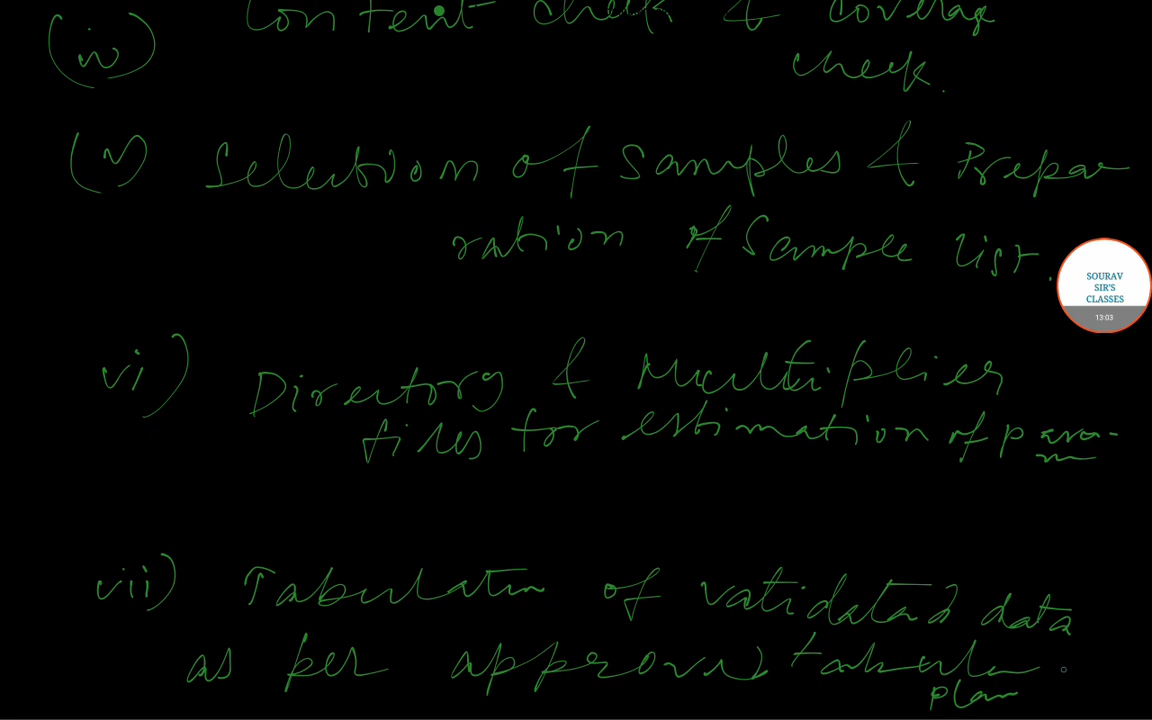 (iv) Content check & coverage
check.
(v) Selection of Samples & Prepa
ration of Sample list.
vi) Directory & Multiplier
files for estimation of para-
m
vii) Tabulation of validated data
as per approved
plan
SOURAV
SIR'S
CLASSES
13:03